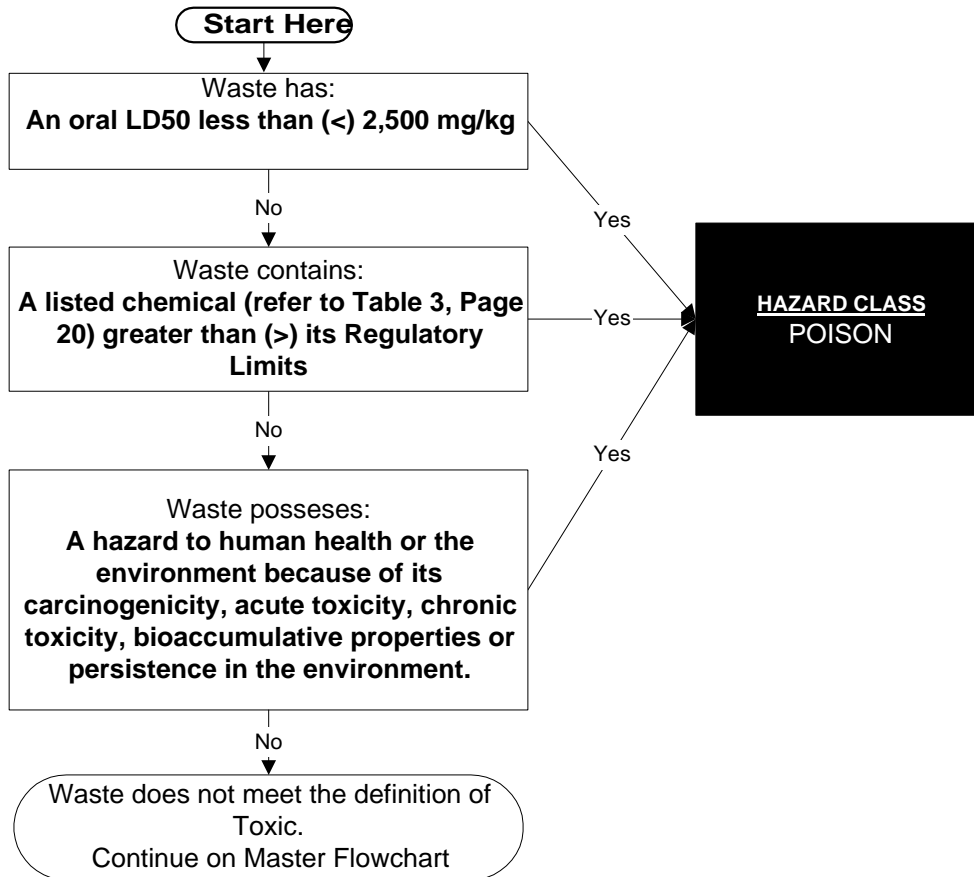 Start Here
Waste has:
An oral LD50 less than (<) 2,500 mg/kg
No
Yes
Waste contains:
A listed chemical (refer to Table 3, Page
20) greater than (>) its Regulatory
Limits
Yes
HAZARD CLASS
POISON
No
Yes
Waste posseses:
A hazard to human health or the
environment because of its
carcinogenicity, acute toxicity, chronic
toxicity, bioaccumulative properties or
persistence in the environment.
No
Waste does not meet the definition of
Toxic.
Continue on Master Flowchart